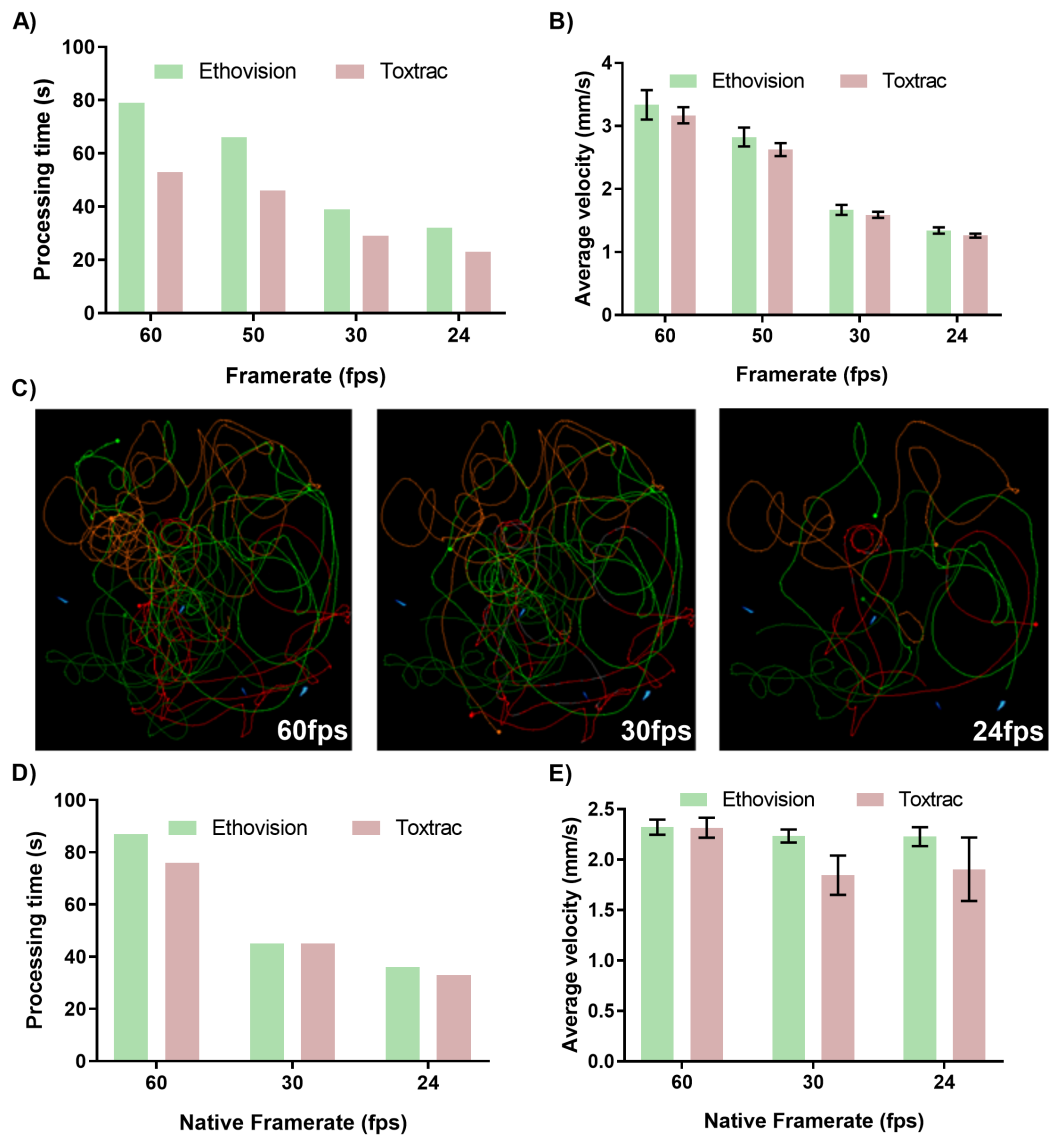 A)
Ethovision Toxtrac
Processing time (s)
100
80
60
40
20
0
60 50 30 24
Framerate (fps)
B)
Ethovision Toxtrac
Average velocity (mm/s)
4
3
2
1
0
60 50 30 24
Framerate (fps)
C)
60fps
30fps
24fps
D)
Ethovision Toxtrac
Processing time (s)
100
80
60
40
20
0
60 30 24
Native Framerate (fps)
E)
Ethovision Toxtrac
Average velocity (mm/s)
2.5
2.0
1.5
1.0
0.5
0.0
60 30 24
Native Framerate (fps)